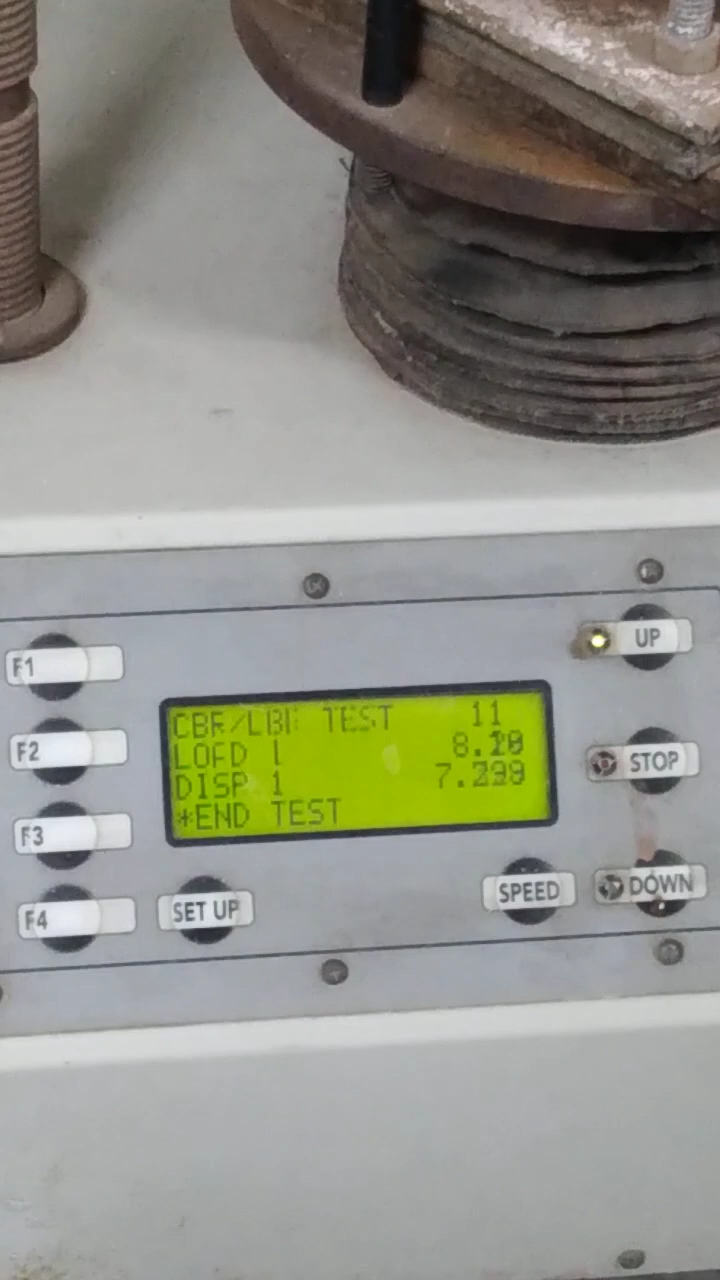 F1
F2
F3
F4
CBR/LBR TEST 11
LOAD 1
DISP 1
*END TEST
SET UP
SPEED
UP
STOP
DOWN